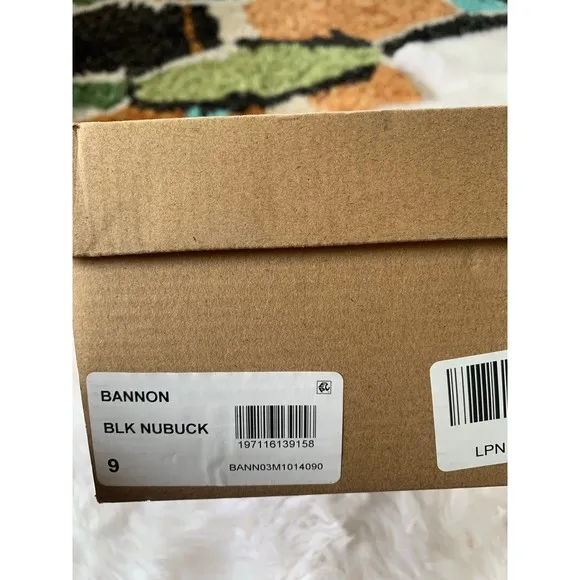 BANNON
BLK NUBUCK
197116139158
9
BANN03M1014090
LPN